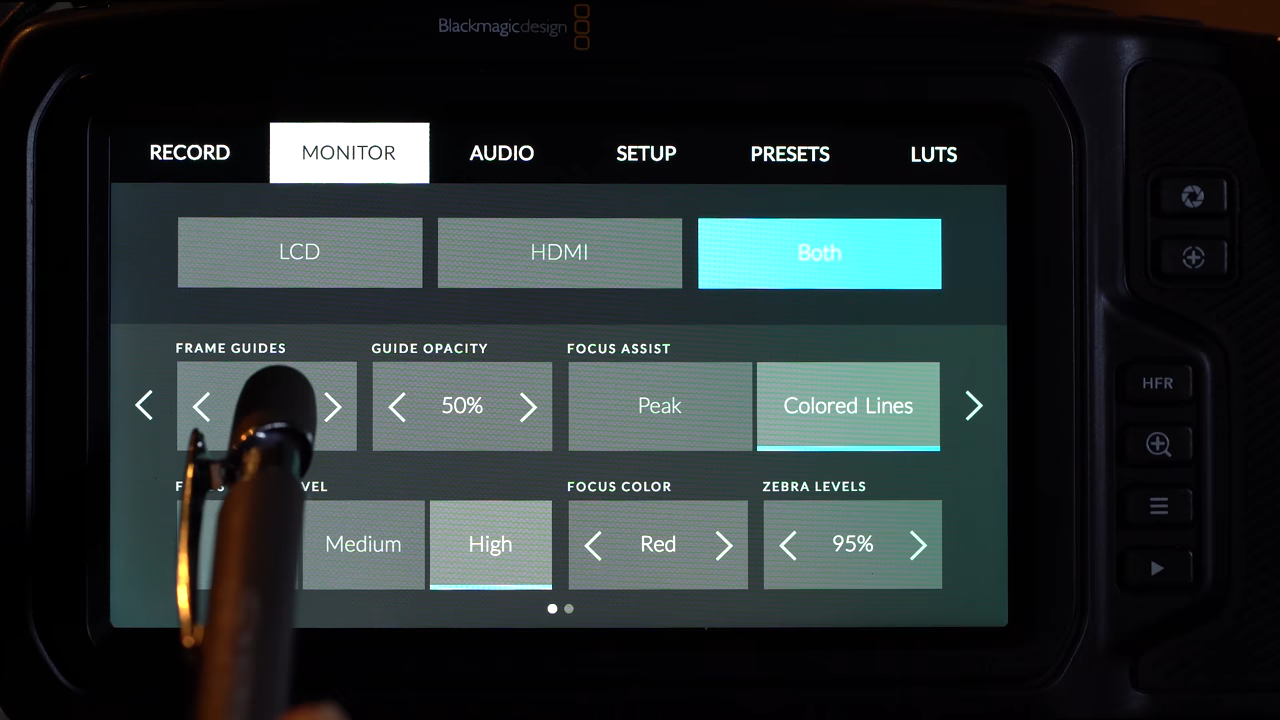 Blackmagicdesign
RECORD MONITOR AUDIO SETUP PRESETS LUTS
LCD HDMI Both
FRAME GUIDES GUIDE OPACITY FOCUS ASSIST
50% Peak Colored Lines
HFR
FOCUS COLOR ZEBRA LEVELS
Medium High Red 95%